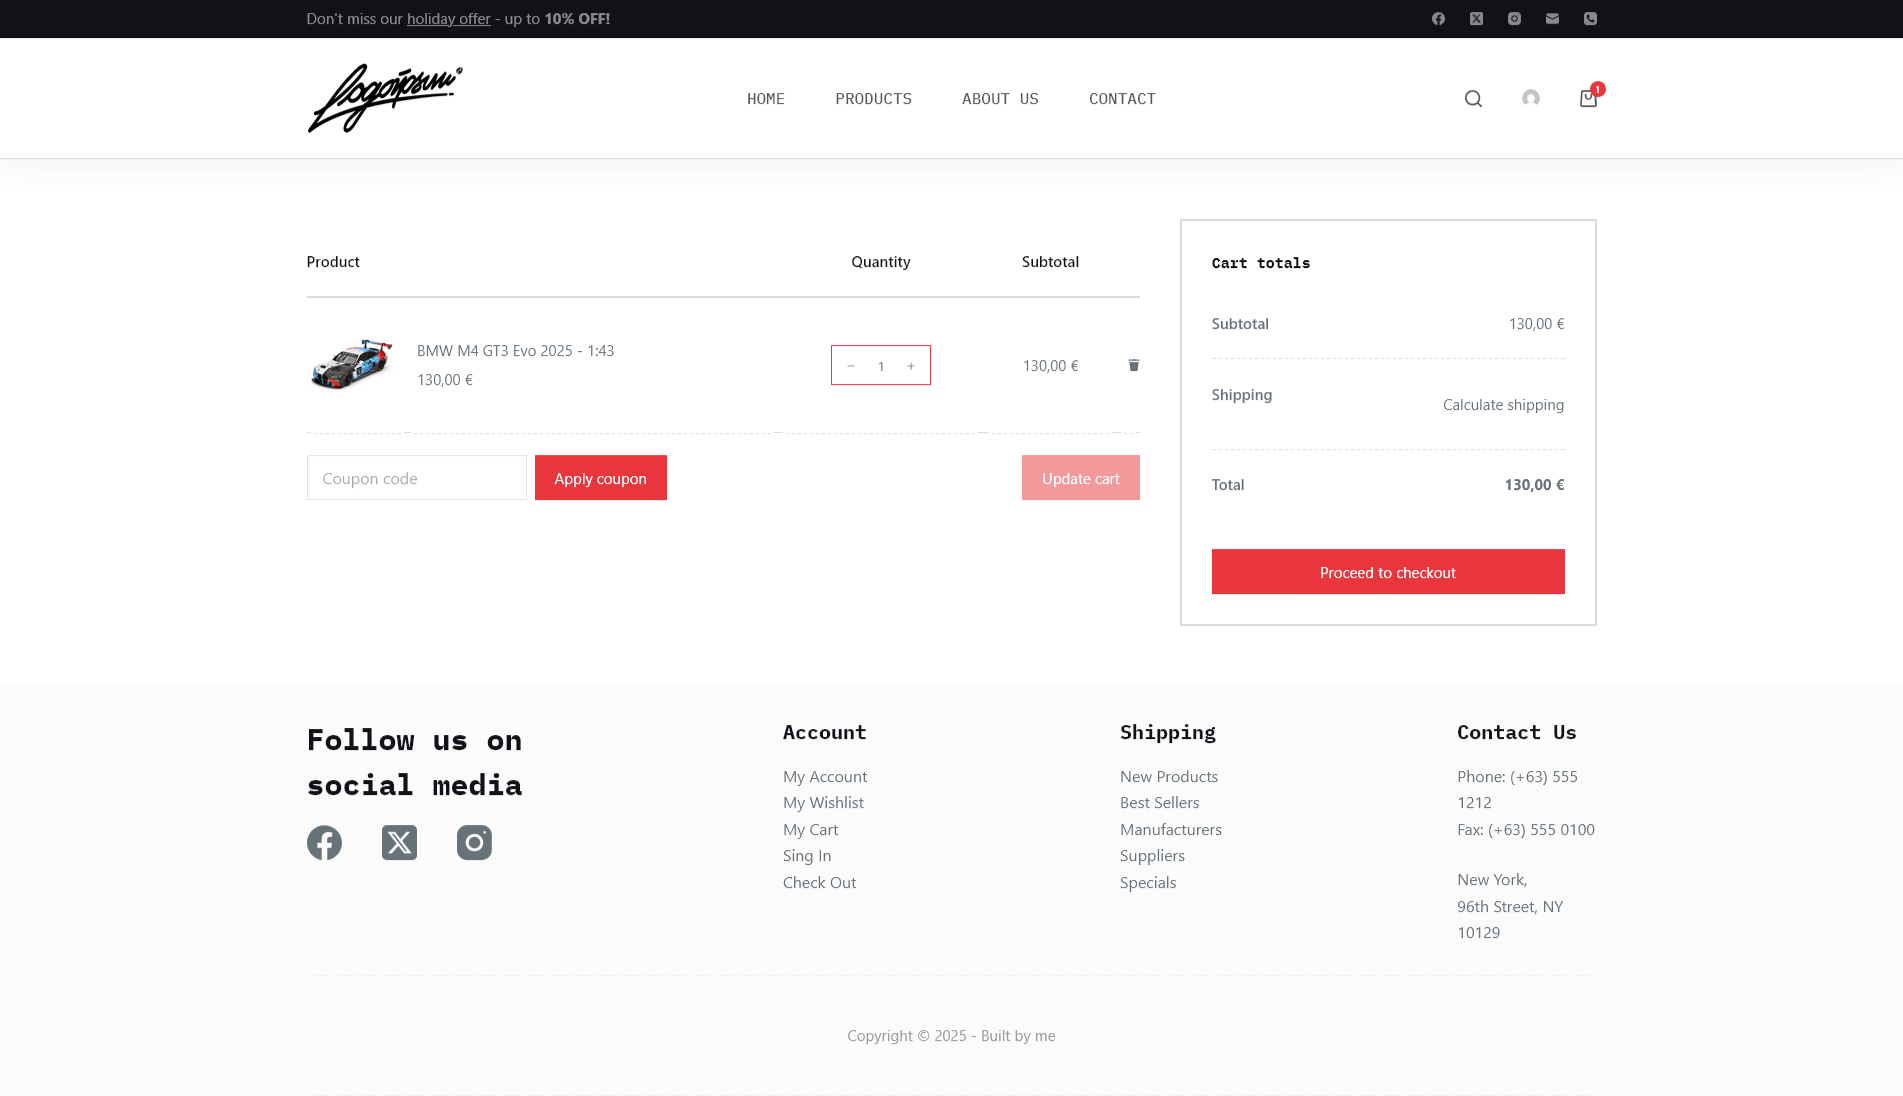 Don't miss our holiday offer - up to 10% OFF!
Logoipsum
HOME PRODUCTS ABOUT US CONTACT
1
Product Quantity Subtotal
BMW M4 GT3 Evo 2025 - 1:43
130,00 €
− 1 +
130,00 €
Coupon code Apply coupon Update cart
Cart totals
Subtotal 130,00 €
Shipping Calculate shipping
Total 130,00 €
Proceed to checkout
Follow us on
social media
Account
My Account
My Wishlist
My Cart
Sing In
Check Out
Shipping
New Products
Best Sellers
Manufacturers
Suppliers
Specials
Contact Us
Phone: (+63) 555
1212
Fax: (+63) 555 0100
New York,
96th Street, NY
10129
Copyright © 2025 - Built by me